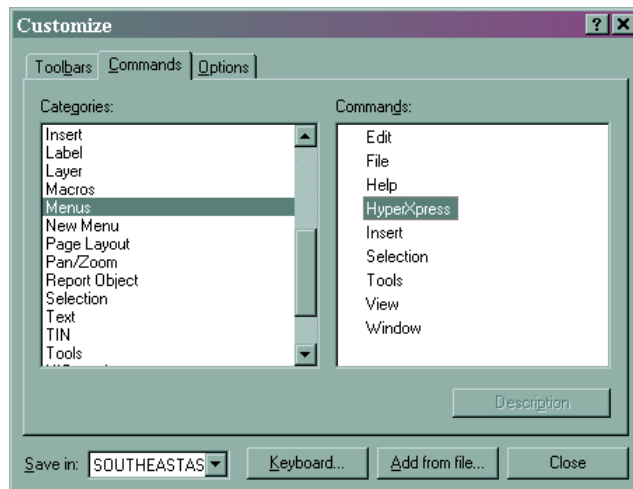 Customize
Toolbars Commands Options
Categories: Commands:
Insert
Label
Layer
Macros
Menus
New Menu
Page Layout
Pan/Zoom
Report Object
Selection
Text
TIN
Tools
Edit
File
Help
HyperXpress
Insert
Selection
Tools
View
Window
Description
Save in: SOUTHEASTAS Keyboard... Add from file... Close